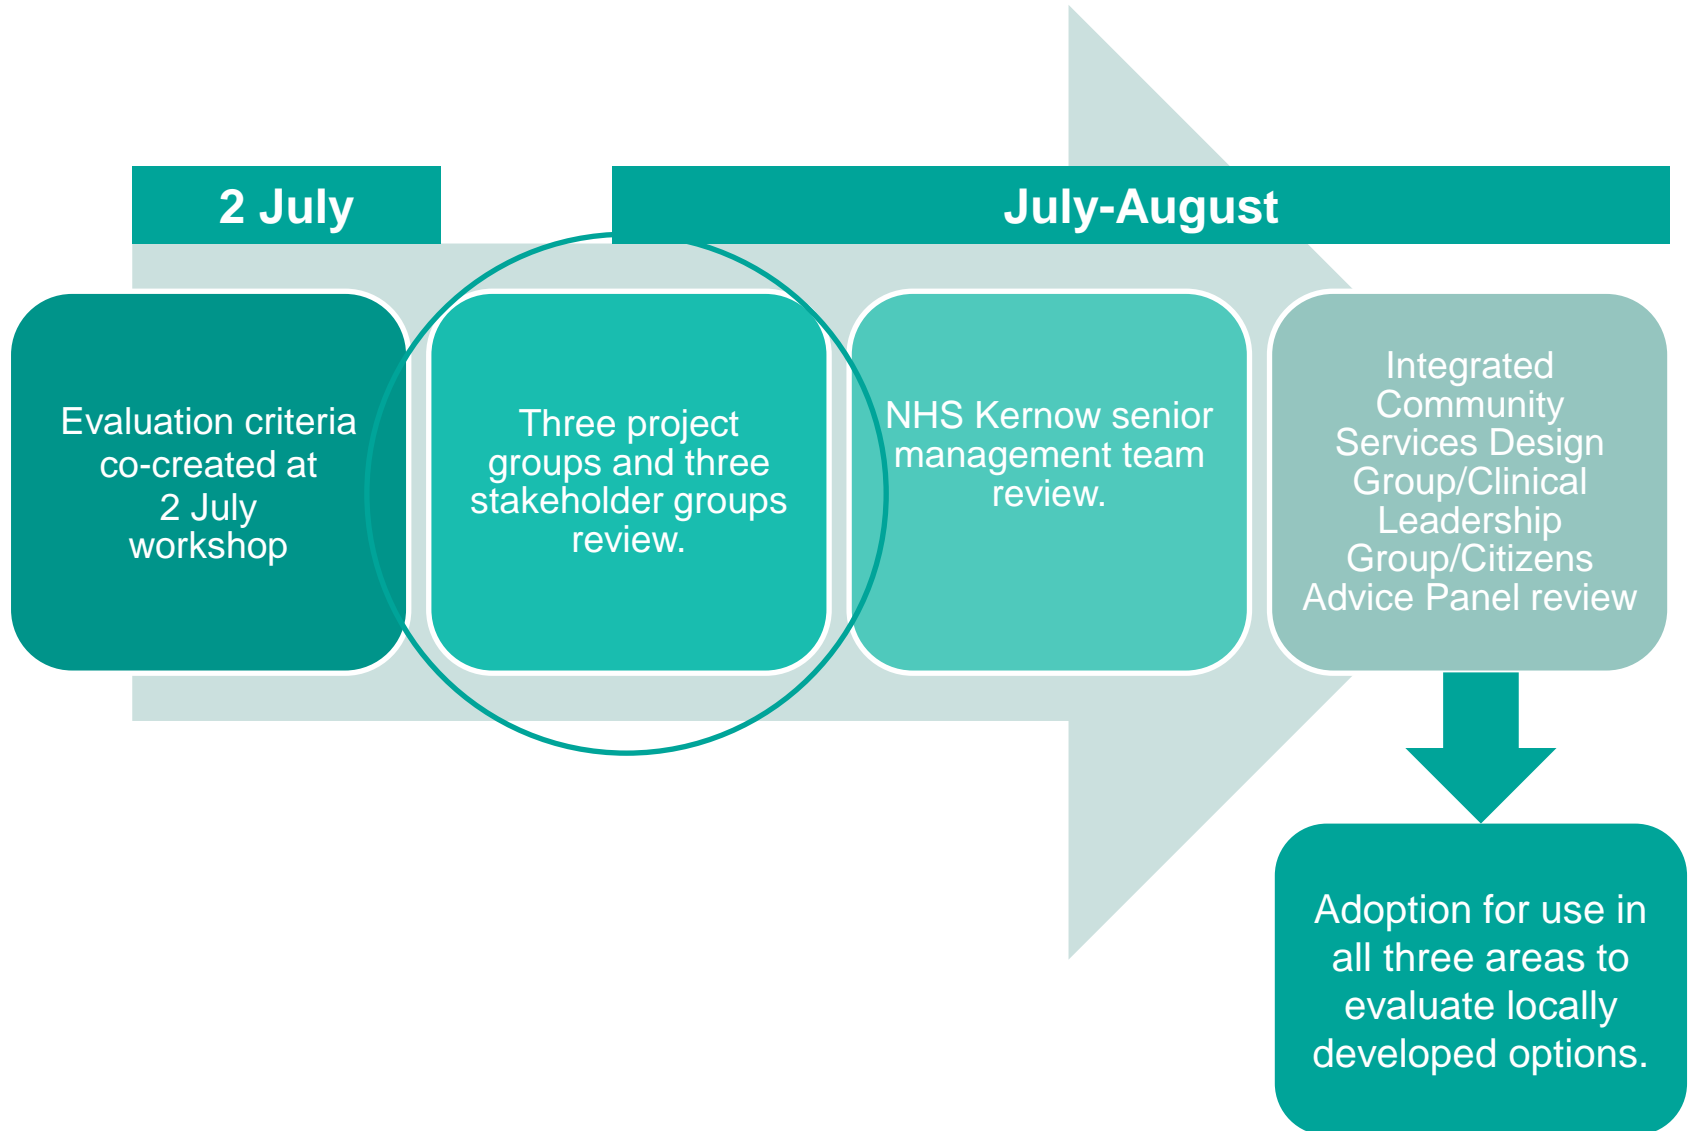 2 July
July-August
Evaluation criteria
co-created at
2 July
workshop
Three project
groups and three
stakeholder groups
review.
NHS Kernow senior
management team
review.
Integrated
Community
Services Design
Group/Clinical
Leadership
Group/Citizens
Advice Panel review
Adoption for use in
all three areas to
evaluate locally
developed options.